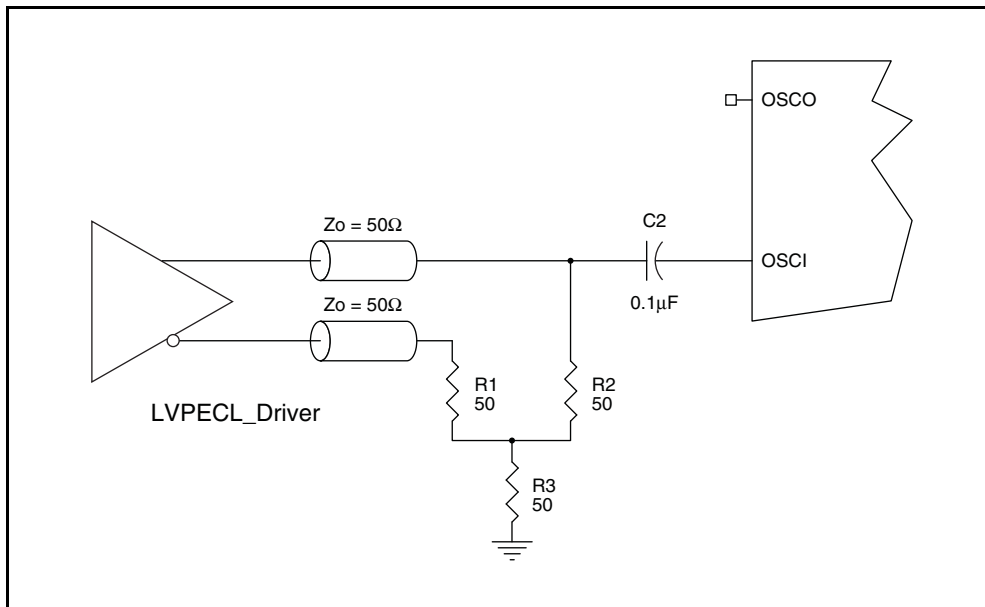 OSCO
Zo = 50Ω
C2
OSCI
0.1μF
Zo = 50Ω
R1
50
R2
50
LVPECL_Driver
R3
50